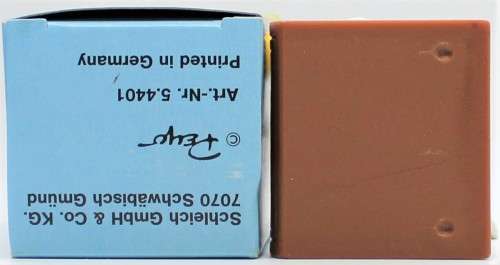 Schleich GmbH & Co. KG.
7070 Schwäbisch Gmünd
© Peyo
Art.-Nr. 5.4401
Printed in Germany